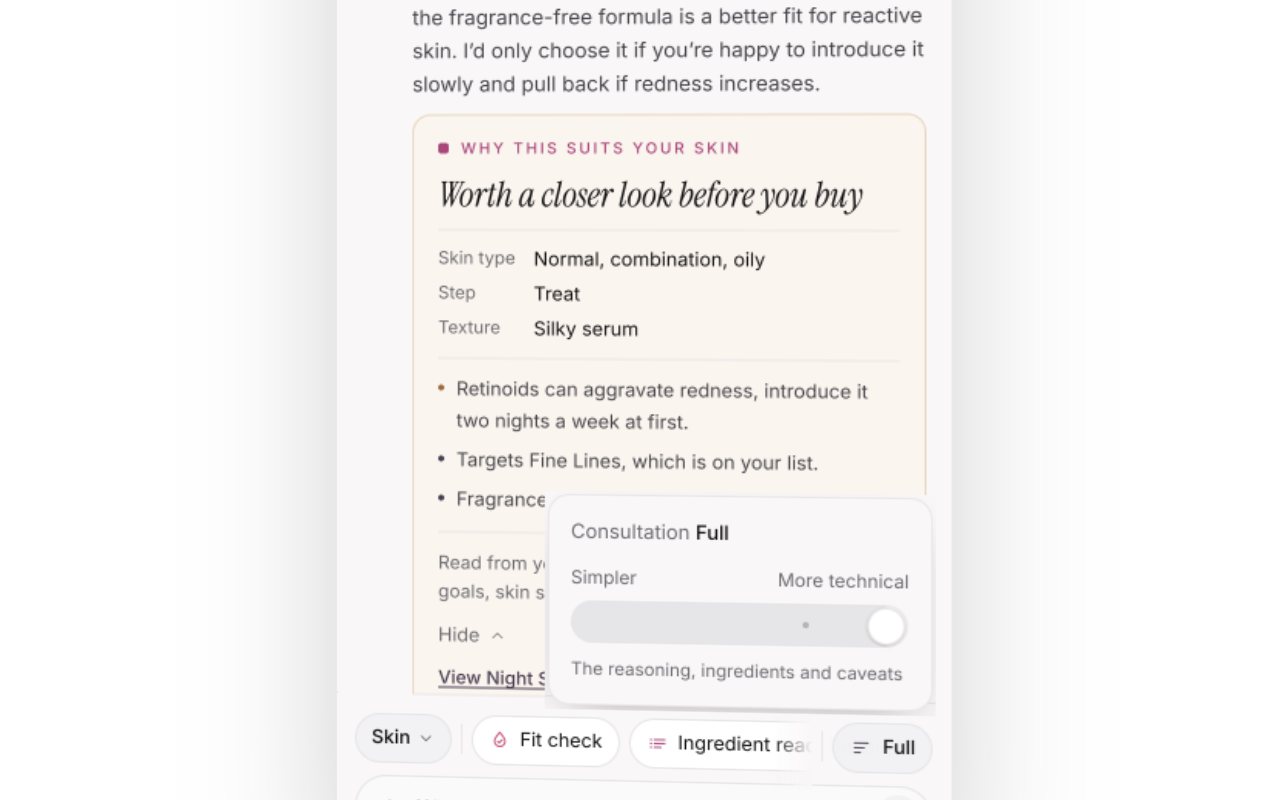 the fragrance-free formula is a better fit for reactive
skin. I’d only choose it if you’re happy to introduce it
slowly and pull back if redness increases.
WHY THIS SUITS YOUR SKIN
Worth a closer look before you buy
Skin type Normal, combination, oily
Step Treat
Texture Silky serum
Retinoids can aggravate redness, introduce it
two nights a week at first.
Targets Fine Lines, which is on your list.
Fragrance
Read from
goals, skin
Hide
View Night
Consultation Full
Simpler More technical
The reasoning, ingredients and caveats
Skin Fit check Ingredient Full